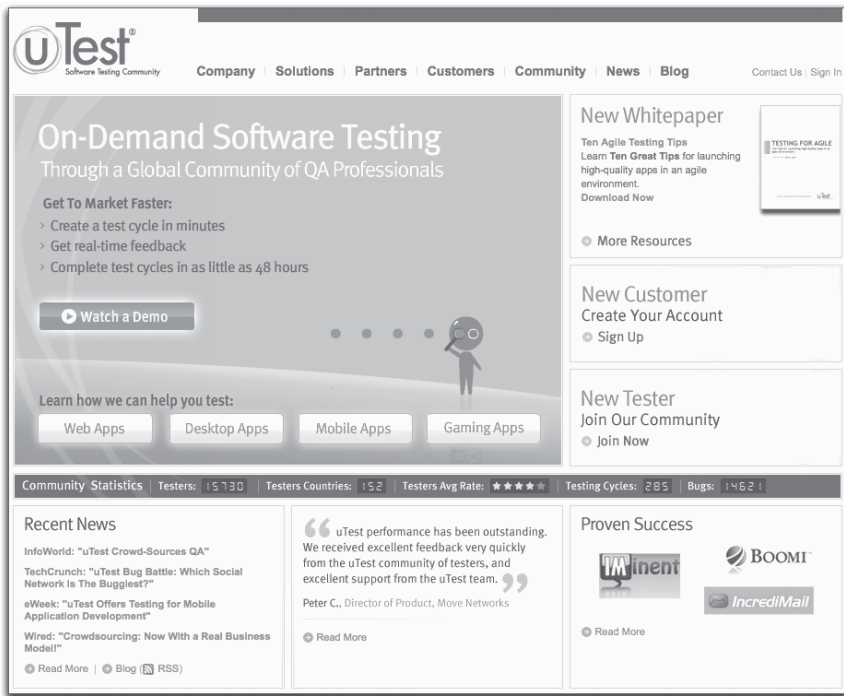 uTest®
Software Testing Community
Company | Solutions | Partners | Customers | Community | News | Blog
Contact Us | Sign In
On-Demand Software Testing
Through a Global Community of QA Professionals
Get To Market Faster:
› Create a test cycle in minutes
› Get real-time feedback
› Complete test cycles in as little as 48 hours
Watch a Demo
Learn how we can help you test:
Web Apps
Desktop Apps
Mobile Apps
Gaming Apps
New Whitepaper
Ten Agile Testing Tips
Learn Ten Great Tips for launching
high-quality apps in an agile
environment.
Download Now
TESTING FOR AGILE
uTest
More Resources
New Customer
Create Your Account
Sign Up
New Tester
Join Our Community
Join Now
Community Statistics | Testers: 15730 | Testers Countries: 152 | Testers Avg Rate: ★★★★★ | Testing Cycles: 285 | Bugs: 14621
Recent News
InfoWorld: "uTest Crowd-Sources QA"
TechCrunch: "uTest Bug Battle: Which Social
Network Is The Buggiest?"
eWeek: "uTest Offers Testing for Mobile
Application Development"
Wired: "Crowdsourcing: Now With a Real Business
Model!"
Read More | Blog (RSS)
“ uTest performance has been outstanding.
We received excellent feedback very quickly
from the uTest community of testers, and
excellent support from the uTest team. ”
Peter C., Director of Product, Move Networks
Read More
Proven Success
IMinent
BOOMI™
IncrediMail
Read More